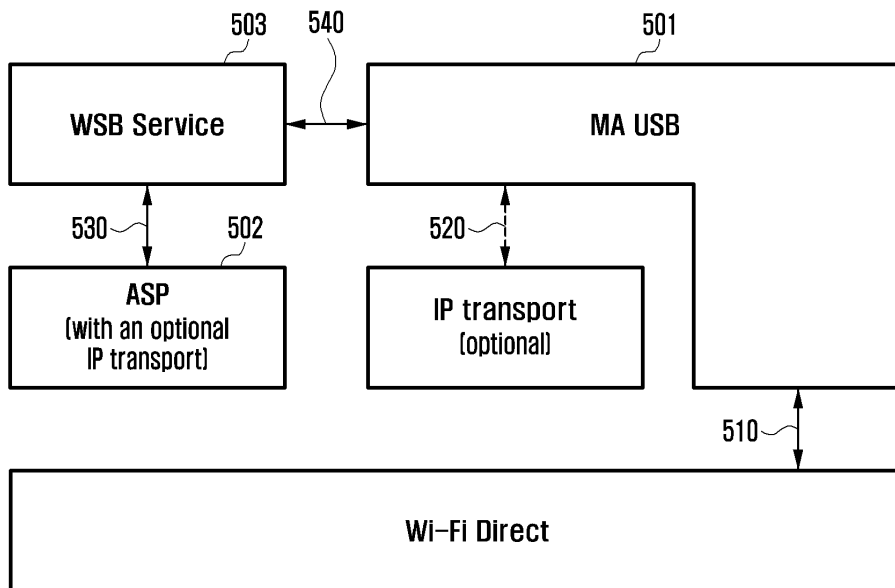 503
540
501
WSB Service
MA USB
530
502
520
ASP
(with an optional
IP transport)
IP transport
(optional)
510
Wi-Fi Direct